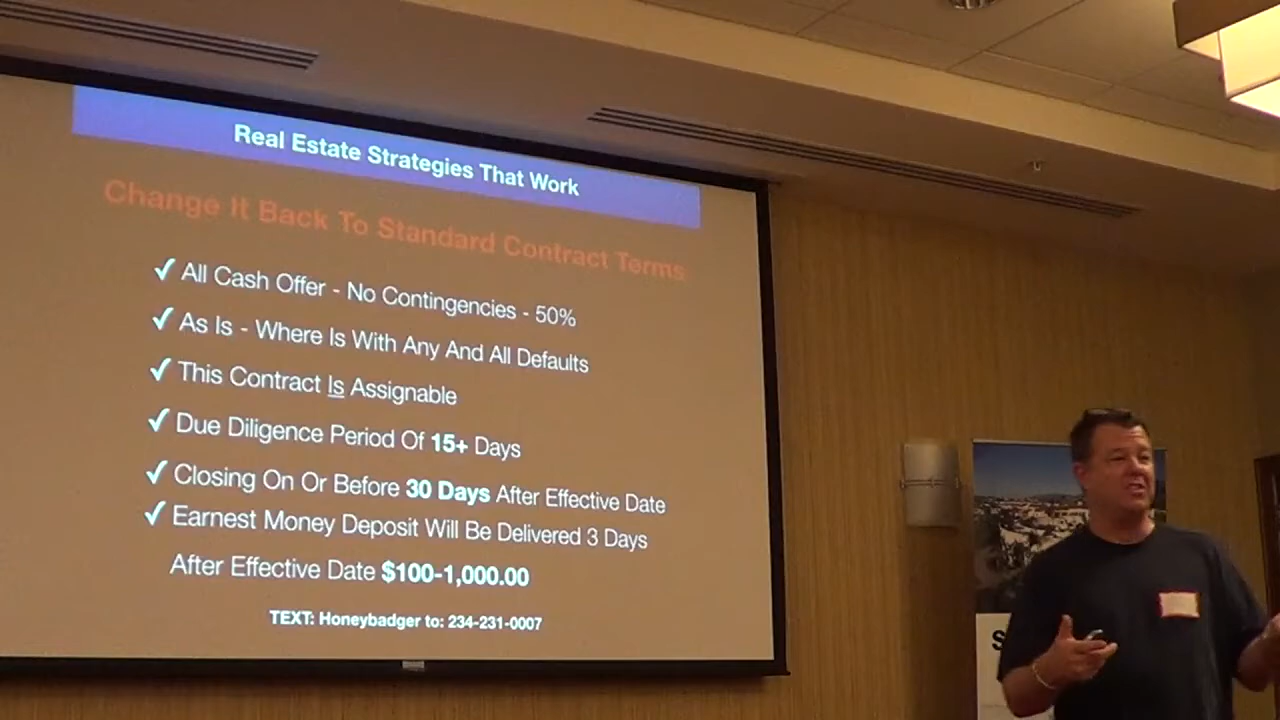 Real Estate Strategies That Work
Change It Back To Standard Contract Terms
✓ All Cash Offer - No Contingencies - 50%
✓ As Is - Where Is With Any And All Defaults
✓ This Contract Is Assignable
✓ Due Diligence Period Of 15+ Days
✓ Closing On Or Before 30 Days After Effective Date
✓ Earnest Money Deposit Will Be Delivered 3 Days
After Effective Date $100-1,000.00
TEXT: Honeybadger to: 234-231-0007